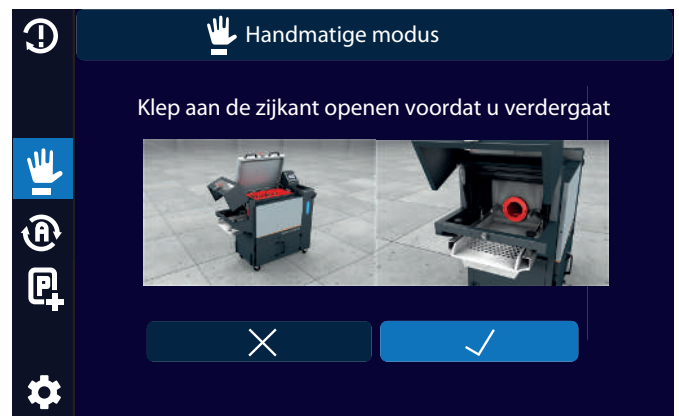 Handmatige modus
Klep aan de zijkant openen voordat u verdergaat
A
P